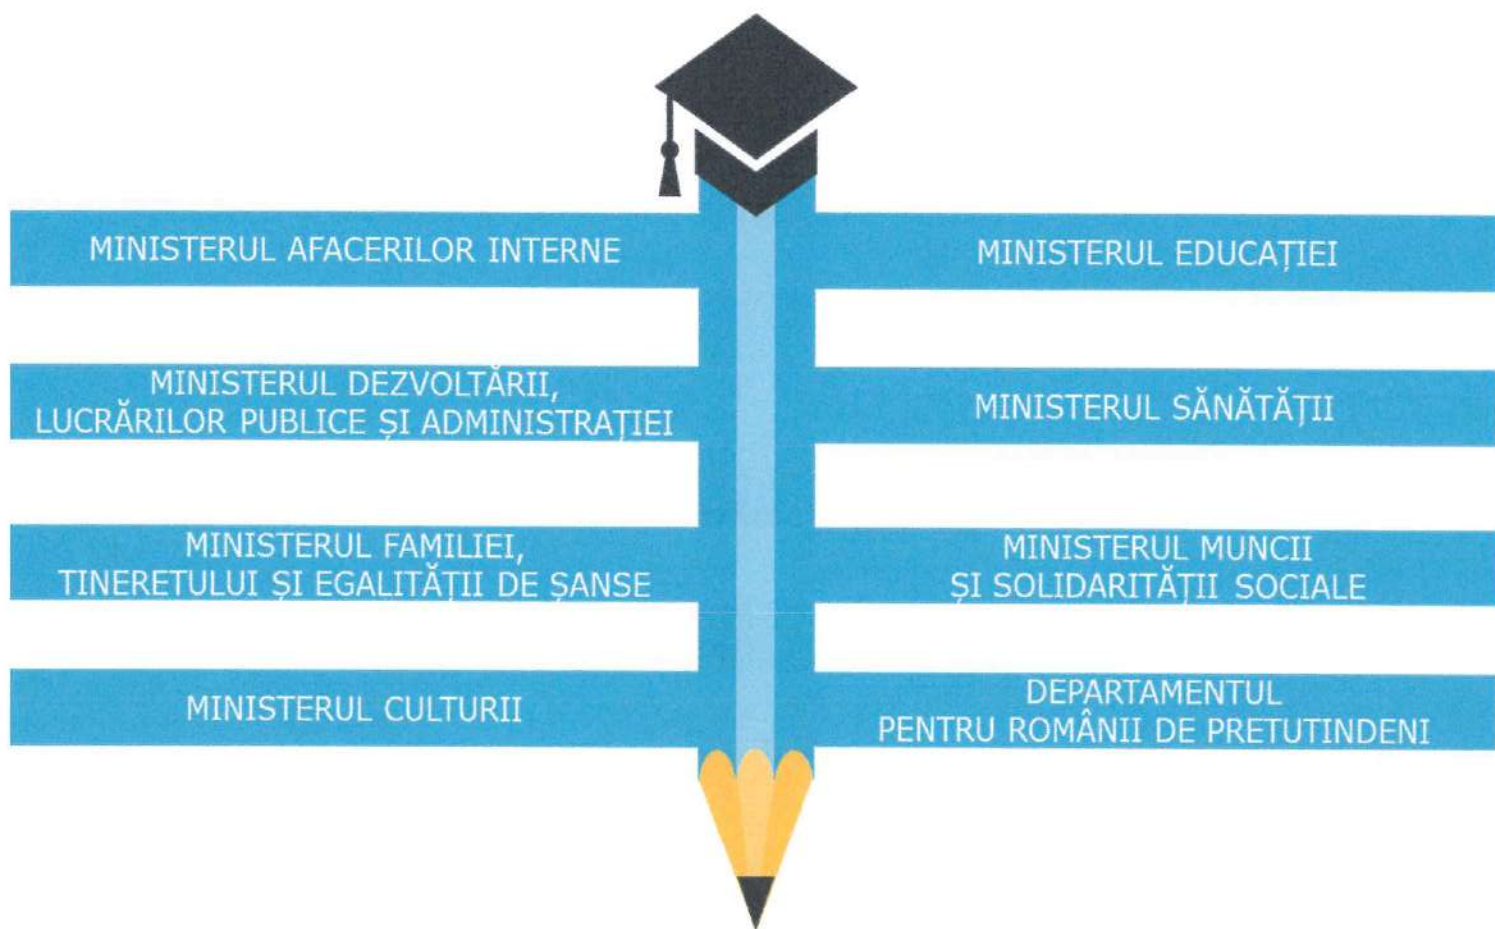 MINISTERUL AFACERILOR INTERNE
MINISTERUL EDUCAȚIEI
MINISTERUL DEZVOLTĂRII,
LUCRĂRILOR PUBLICE ȘI ADMINISTRAȚIEI
MINISTERUL SĂNĂTĂȚII
MINISTERUL FAMILIEI,
TINERETULUI ȘI EGALITĂȚII DE ȘANSE
MINISTERUL MUNCII
ȘI SOLIDARITĂȚII SOCIALE
MINISTERUL CULTURII
DEPARTAMENTUL
PENTRU ROMÂNII DE PRETUTINDENI